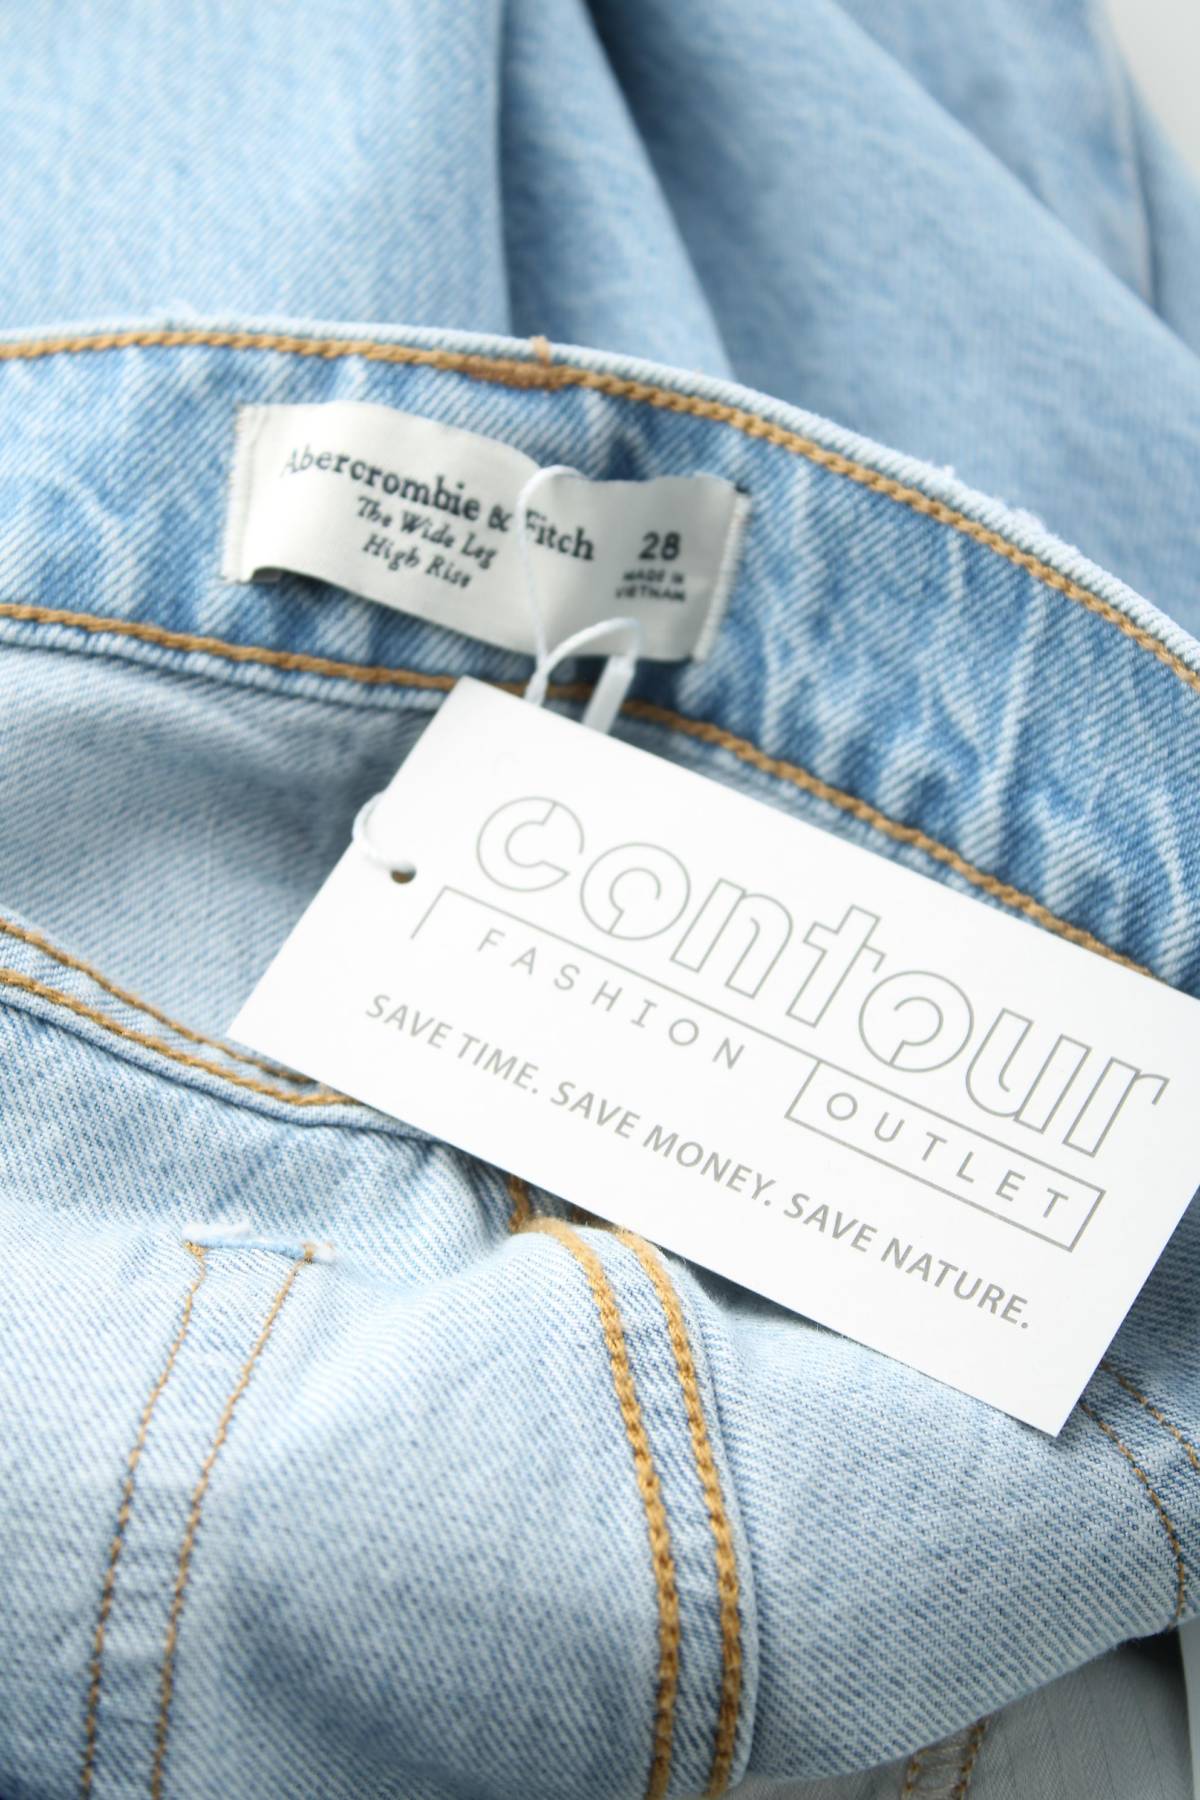 Abercrombie & Fitch
The Wide Leg
High Rise
28
MADE IN
VIETNAM
contour
FASHION
OUTLET
SAVE TIME. SAVE MONEY. SAVE NATURE.